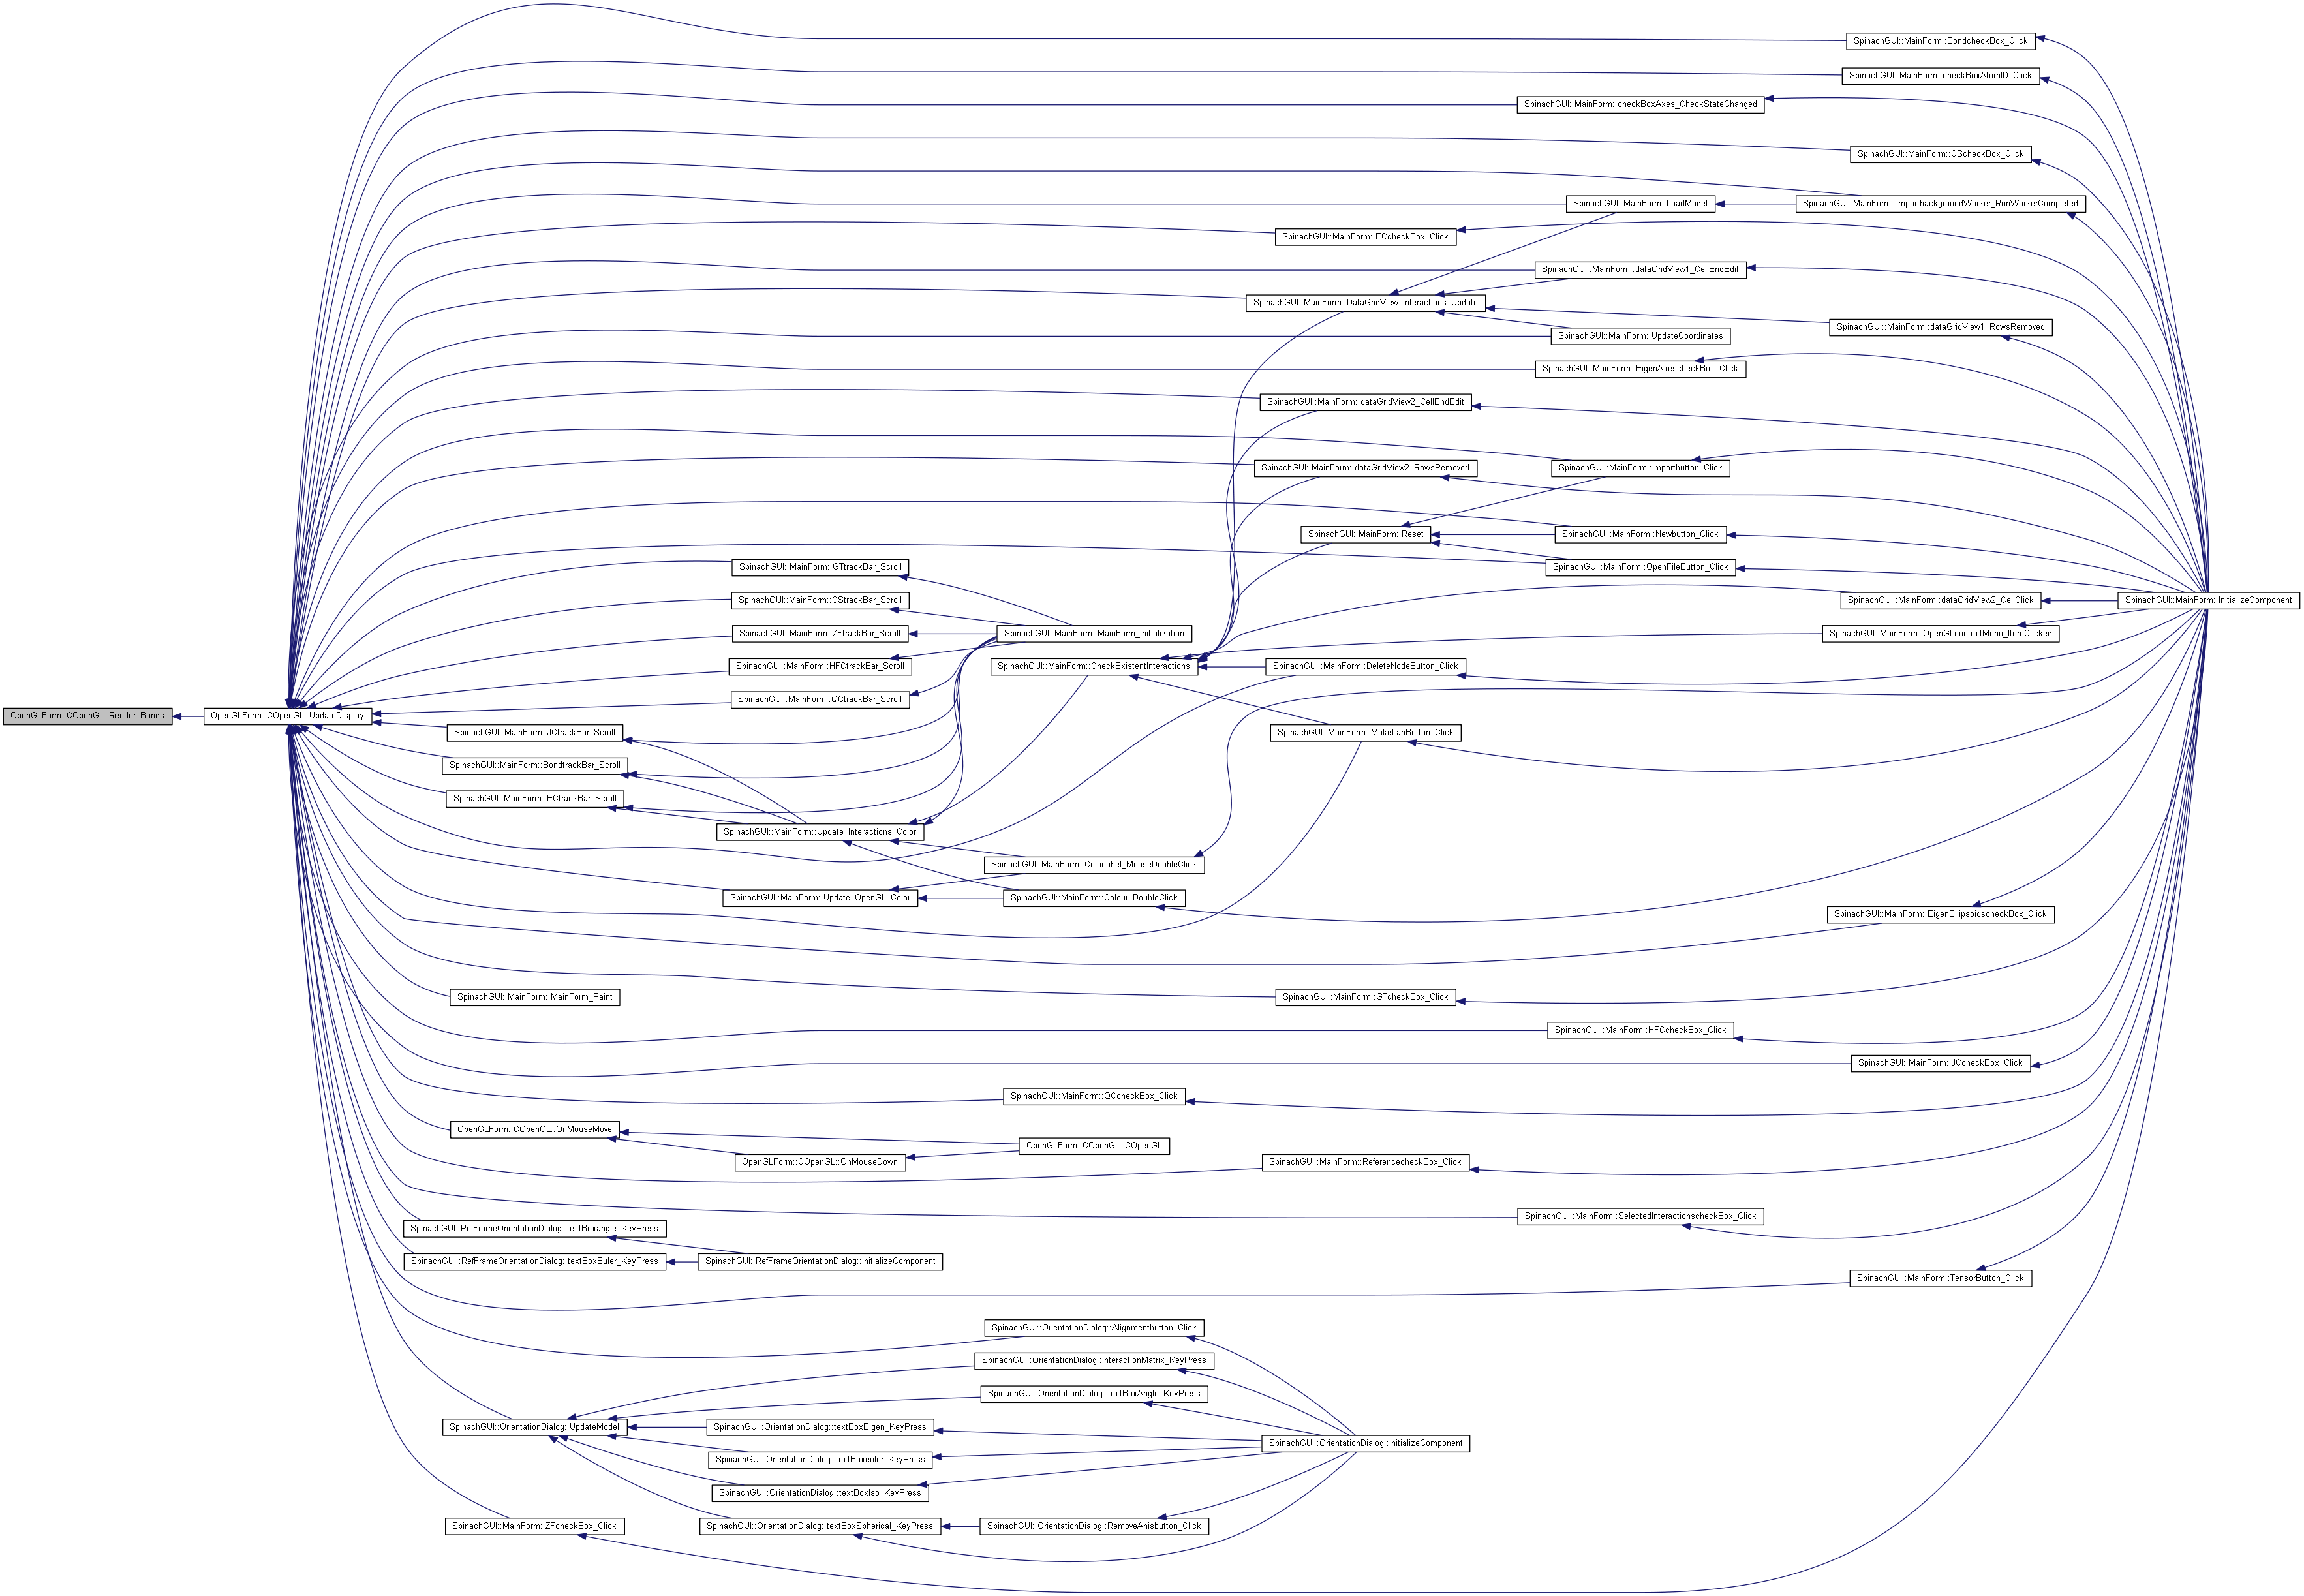 SpinachGUI::MainForm::BondcheckBox_Click
SpinachGUI::MainForm::checkBoxAtomID_Click
SpinachGUI::MainForm::checkBoxAxes_CheckStateChanged
SpinachGUI::MainForm::CScheckBox_Click
SpinachGUI::MainForm::LoadModel
SpinachGUI::MainForm::ImportbackgroundWorker_RunWorkerCompleted
SpinachGUI::MainForm::ECcheckBox_Click
SpinachGUI::MainForm::dataGridView1_CellEndEdit
SpinachGUI::MainForm::DataGridView_Interactions_Update
SpinachGUI::MainForm::dataGridView1_RowsRemoved
SpinachGUI::MainForm::UpdateCoordinates
SpinachGUI::MainForm::EigenAxescheckBox_Click
SpinachGUI::MainForm::dataGridView2_CellEndEdit
SpinachGUI::MainForm::dataGridView2_RowsRemoved
SpinachGUI::MainForm::Importbutton_Click
SpinachGUI::MainForm::Reset
SpinachGUI::MainForm::Newbutton_Click
SpinachGUI::MainForm::GTtrackBar_Scroll
SpinachGUI::MainForm::OpenFileButton_Click
SpinachGUI::MainForm::CStrackBar_Scroll
SpinachGUI::MainForm::dataGridView2_CellClick
SpinachGUI::MainForm::InitializeComponent
SpinachGUI::MainForm::ZFtrackBar_Scroll
SpinachGUI::MainForm::MainForm_Initialization
SpinachGUI::MainForm::OpenGLcontextMenu_ItemClicked
SpinachGUI::MainForm::HFCtrackBar_Scroll
SpinachGUI::MainForm::CheckExistentInteractions
SpinachGUI::MainForm::DeleteNodeButton_Click
SpinachGUI::MainForm::QCtrackBar_Scroll
OpenGLForm::COpenGL::Render_Bonds
OpenGLForm::COpenGL::UpdateDisplay
SpinachGUI::MainForm::JCtrackBar_Scroll
SpinachGUI::MainForm::MakeLabButton_Click
SpinachGUI::MainForm::BondtrackBar_Scroll
SpinachGUI::MainForm::ECtrackBar_Scroll
SpinachGUI::MainForm::Update_Interactions_Color
SpinachGUI::MainForm::Colorlabel_MouseDoubleClick
SpinachGUI::MainForm::Update_OpenGL_Color
SpinachGUI::MainForm::Colour_DoubleClick
SpinachGUI::MainForm::EigenEllipsoidscheckBox_Click
SpinachGUI::MainForm::MainForm_Paint
SpinachGUI::MainForm::GTcheckBox_Click
SpinachGUI::MainForm::HFCcheckBox_Click
SpinachGUI::MainForm::JCcheckBox_Click
SpinachGUI::MainForm::QCcheckBox_Click
OpenGLForm::COpenGL::OnMouseMove
OpenGLForm::COpenGL::COpenGL
OpenGLForm::COpenGL::OnMouseDown
SpinachGUI::MainForm::ReferencecheckBox_Click
SpinachGUI::MainForm::SelectedInteractionscheckBox_Click
SpinachGUI::RefFrameOrientationDialog::textBoxangle_KeyPress
SpinachGUI::RefFrameOrientationDialog::textBoxEuler_KeyPress
SpinachGUI::RefFrameOrientationDialog::InitializeComponent
SpinachGUI::MainForm::TensorButton_Click
SpinachGUI::OrientationDialog::Alignmentbutton_Click
SpinachGUI::OrientationDialog::InteractionMatrix_KeyPress
SpinachGUI::OrientationDialog::textBoxAngle_KeyPress
SpinachGUI::OrientationDialog::UpdateModel
SpinachGUI::OrientationDialog::textBoxEigen_KeyPress
SpinachGUI::OrientationDialog::InitializeComponent
SpinachGUI::OrientationDialog::textBoxeuler_KeyPress
SpinachGUI::OrientationDialog::textBoxIso_KeyPress
SpinachGUI::MainForm::ZFcheckBox_Click
SpinachGUI::OrientationDialog::textBoxSpherical_KeyPress
SpinachGUI::OrientationDialog::RemoveAnisbutton_Click